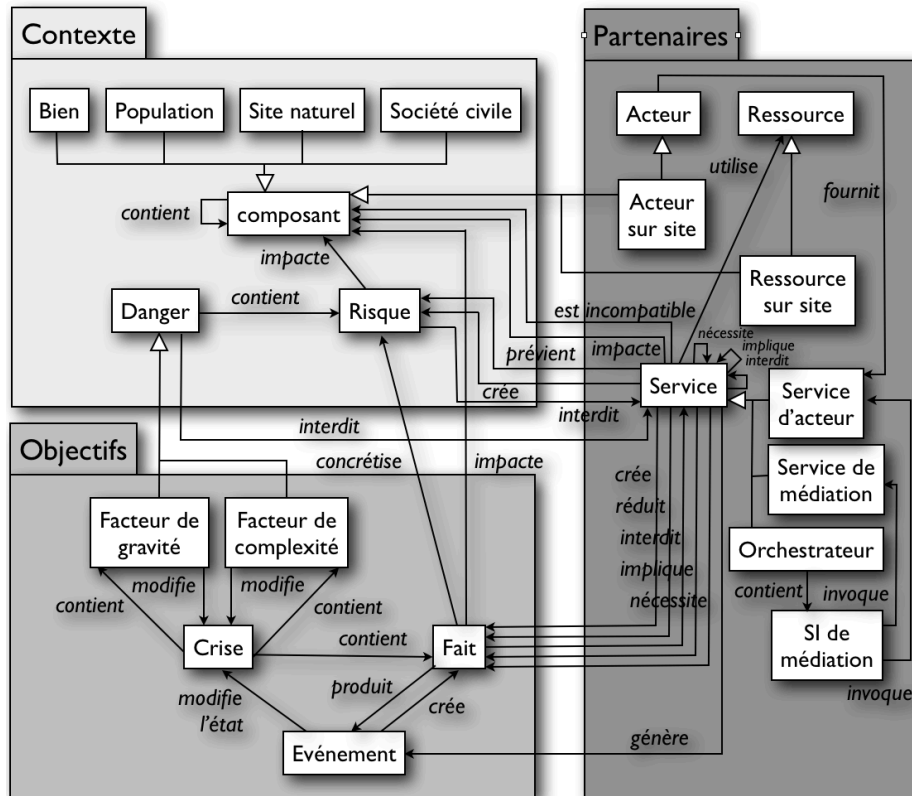 Contexte
Partenaires
Bien
Population
Site naturel
Société civile
Acteur
Ressource
utilise
fournit
contient
composant
Acteur
sur site
impacte
Ressource
sur site
contient
Danger
Risque
est incompatible
nécessite
implique
interdit
prévient
impacte
crée
Service
Service
d'acteur
interdit
interdit
Objectifs
concrétise
impacte
crée
réduit
interdit
implique
nécessite
Service de
médiation
Facteur de
gravité
Facteur de
complexité
Orchestrateur
modifie
modifie
contient
contient
contient
invoque
Crise
contient
Fait
SI de
médiation
produit
crée
modifie
l'état
invoque
Evénement
génère